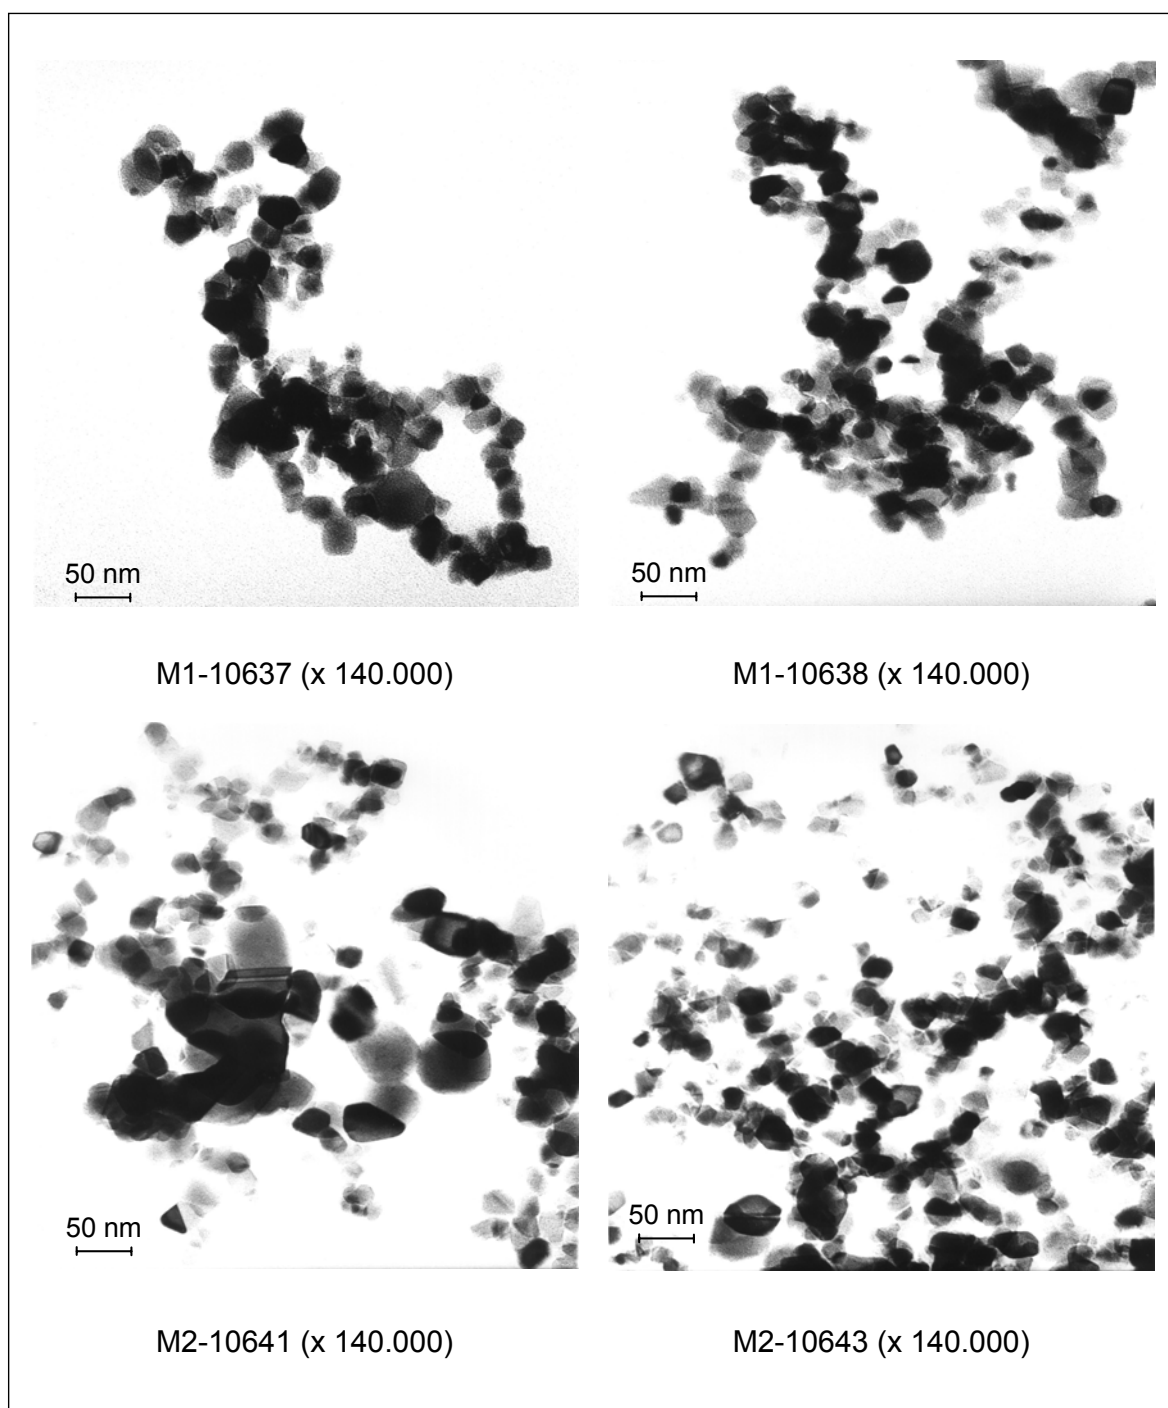 50 nm
50 nm
M1-10637 (x 140.000)
M1-10638 (x 140.000)
50 nm
50 nm
M2-10641 (x 140.000)
M2-10643 (x 140.000)